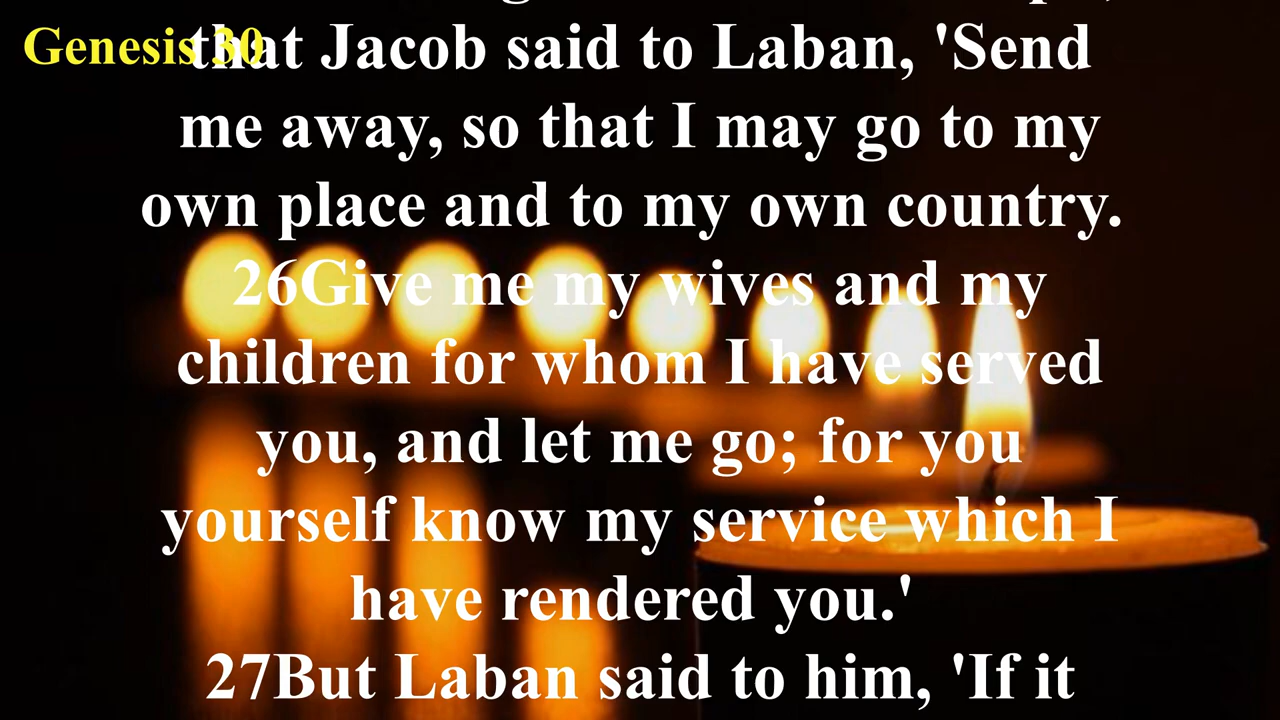 Genesis 30
that Jacob said to Laban, 'Send
me away, so that I may go to my
own place and to my own country.
26Give me my wives and my
children for whom I have served
you, and let me go; for you
yourself know my service which I
have rendered you.'
27But Laban said to him, 'If it